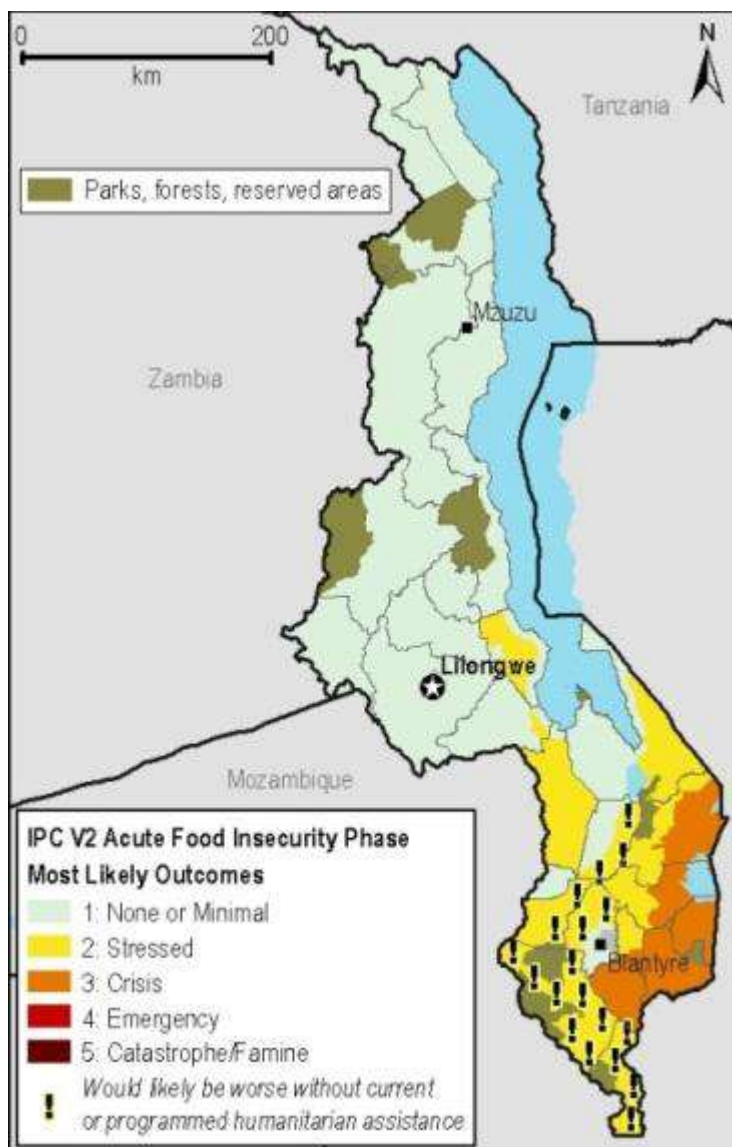 0 200
km
N
Tanzania
Parks, forests, reserved areas
Mzuzu
Zambia
Lilongwe
Mozambique
IPC V2 Acute Food Insecurity Phase
Most Likely Outcomes
1: None or Minimal
2: Stressed
3: Crisis
4: Emergency
5: Catastrophe/Famine
! Would likely be worse without current
or programmed humanitarian assistance
Blantyre